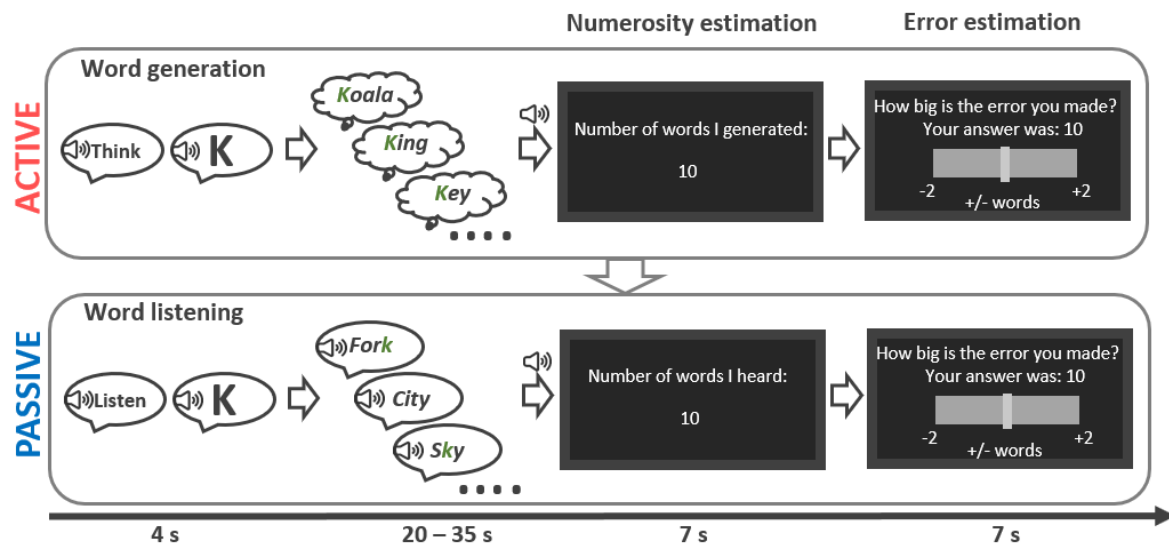 Numerosity estimation
Error estimation
ACTIVE
Word generation
Think
K
Koala
King
Key
Number of words I generated:
10
How big is the error you made?
Your answer was: 10
-2
+2
+/- words
PASSIVE
Word listening
Listen
K
Fork
City
Sky
Number of words I heard:
10
How big is the error you made?
Your answer was: 10
-2
+2
+/- words
4 s
20 – 35 s
7 s
7 s